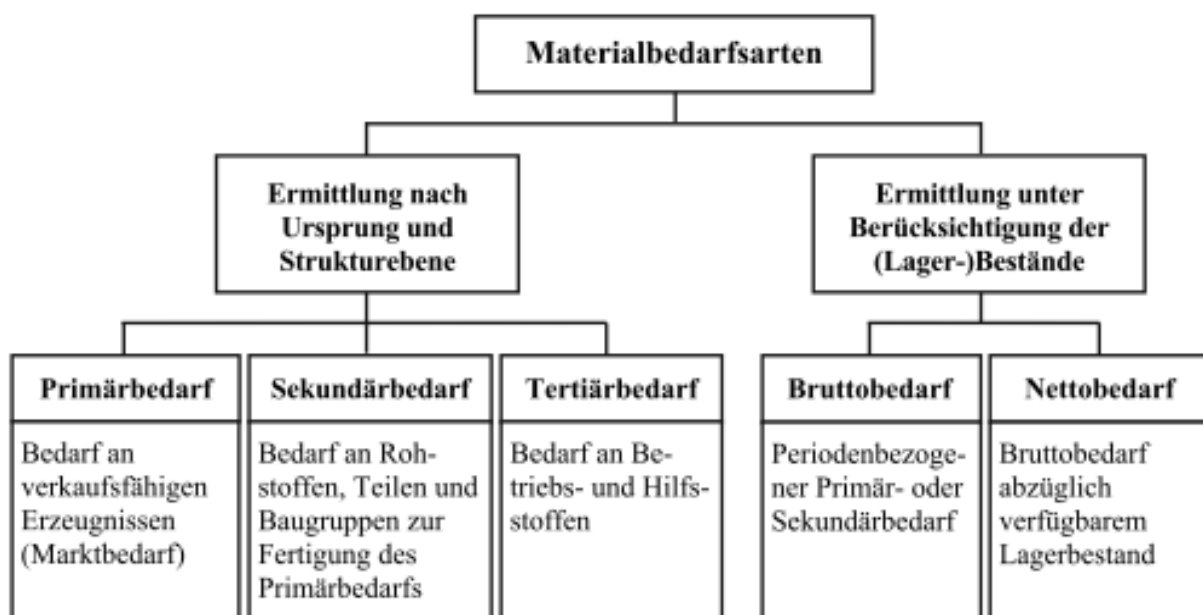 Materialbedarfsarten
Ermittlung nach
Ursprung und
Strukturebene
Ermittlung unter
Berücksichtigung der
(Lager-)Bestände
Primärbedarf
Bedarf an
verkaufsfähigen
Erzeugnissen
(Marktbedarf)
Sekundärbedarf
Bedarf an Roh-
stoffen, Teilen und
Baugruppen zur
Fertigung des
Primärbedarfs
Tertiärbedarf
Bedarf an Be-
triebs- und Hilfs-
stoffen
Bruttobedarf
Periodenbezoge-
ner Primär- oder
Sekundärbedarf
Nettobedarf
Bruttobedarf
abzüglich
verfügbarem
Lagerbestand